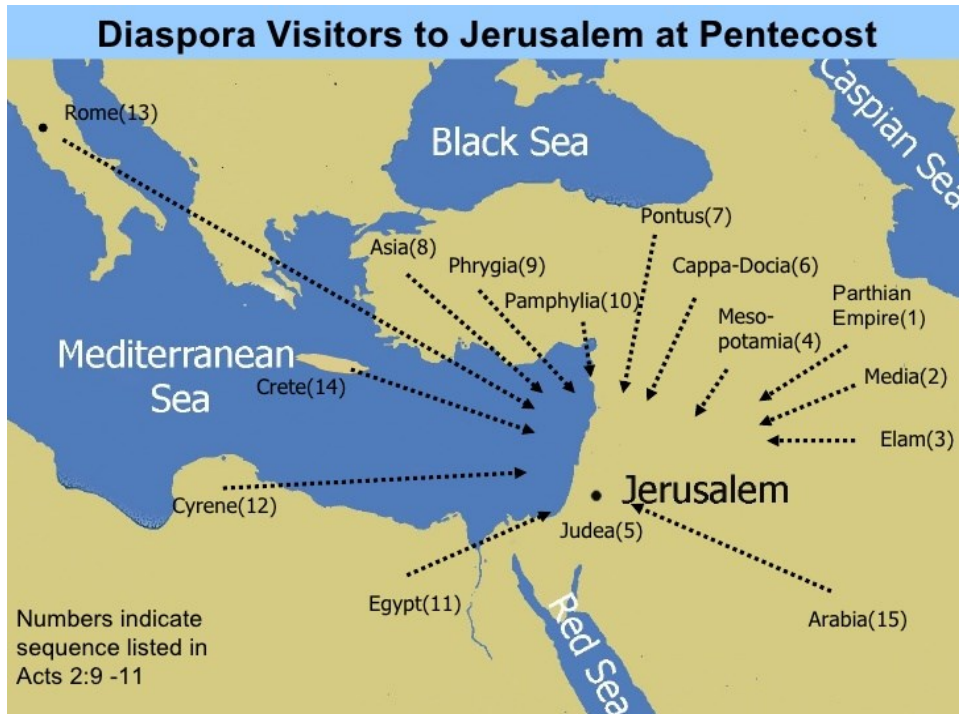 Diaspora Visitors to Jerusalem at Pentecost
Caspian Sea
Rome(13)
Black Sea
Pontus(7)
Asia(8)
Phrygia(9)
Cappa-Docia(6)
Pamphylia(10)
Parthian
Empire(1)
Meso-
potamia(4)
Mediterranean
Sea
Crete(14)
Media(2)
Elam(3)
Cyrene(12)
Jerusalem
Judea(5)
Egypt(11)
Red Sea
Arabia(15)
Numbers indicate
sequence listed in
Acts 2:9 -11